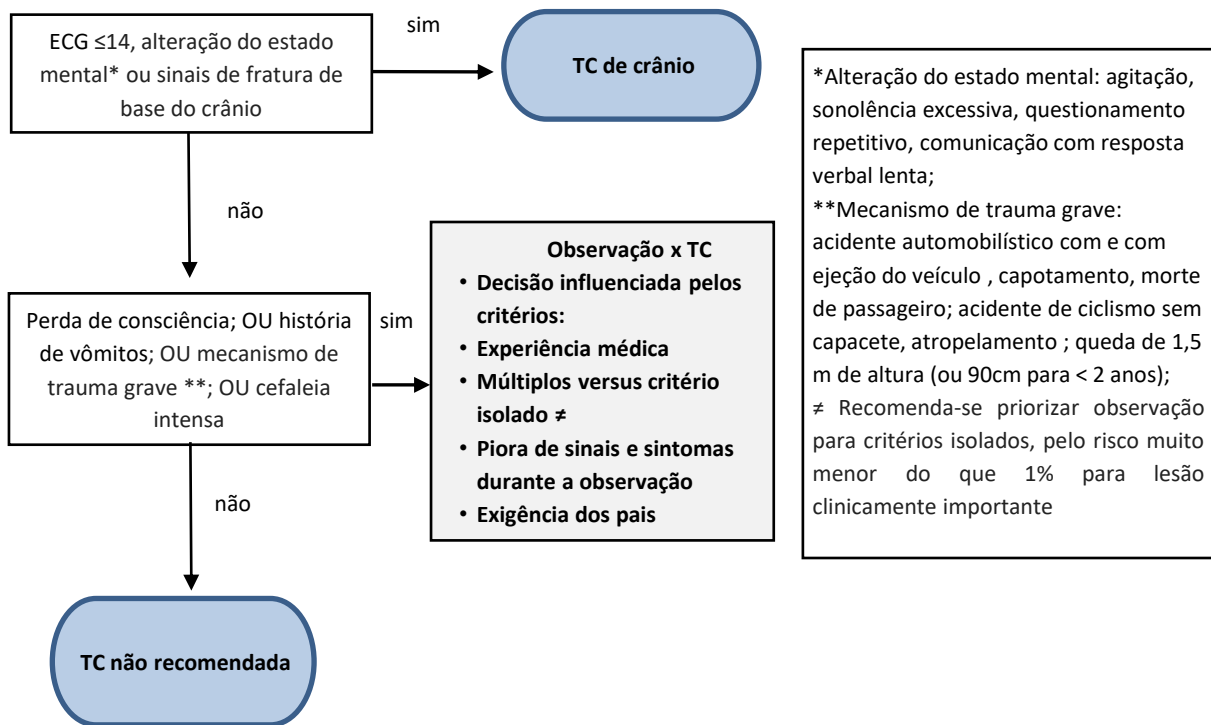 ECG ≤14, alteração do estado
mental* ou sinais de fratura de
base do crânio
sim
TC de crânio
não
Perda de consciência; OU história
de vômitos; OU mecanismo de
trauma grave **; OU cefaleia
intensa
sim
Observação x TC
• Decisão influenciada pelos
critérios:
• Experiência médica
• Múltiplos versus critério
isolado ≠
• Piora de sinais e sintomas
durante a observação
• Exigência dos pais
não
TC não recomendada
*Alteração do estado mental: agitação,
sonolência excessiva, questionamento
repetitivo, comunicação com resposta
verbal lenta;
**Mecanismo de trauma grave:
acidente automobilístico com e com
ejeção do veículo , capotamento, morte
de passageiro; acidente de ciclismo sem
capacete, atropelamento ; queda de 1,5
m de altura (ou 90cm para < 2 anos);
≠ Recomenda-se priorizar observação
para critérios isolados, pelo risco muito
menor do que 1% para lesão
clinicamente importante